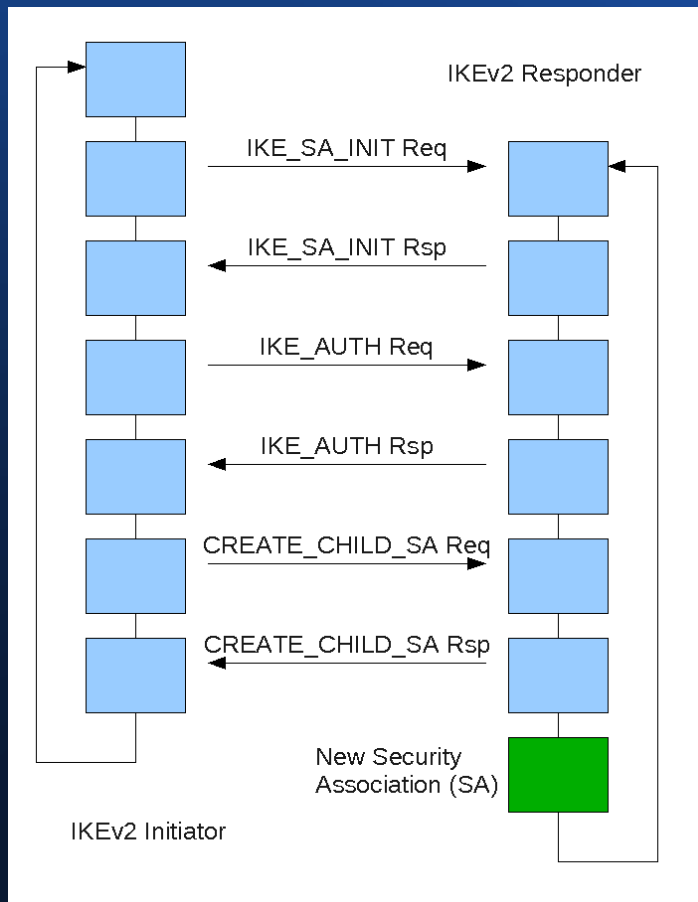 IKEv2 Responder
IKE_SA_INIT Req
IKE_SA_INIT Rsp
IKE_AUTH Req
IKE_AUTH Rsp
CREATE_CHILD_SA Req
CREATE_CHILD_SA Rsp
New Security
Association (SA)
IKEv2 Initiator